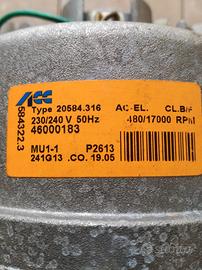 ACC
584322.3
Type 20584.316 AC-EL. CL.B/F
230/240 V 50Hz 480/17000 RPM
46000183
MU1-1 P2613
241G13 .CO. 19.05
subito